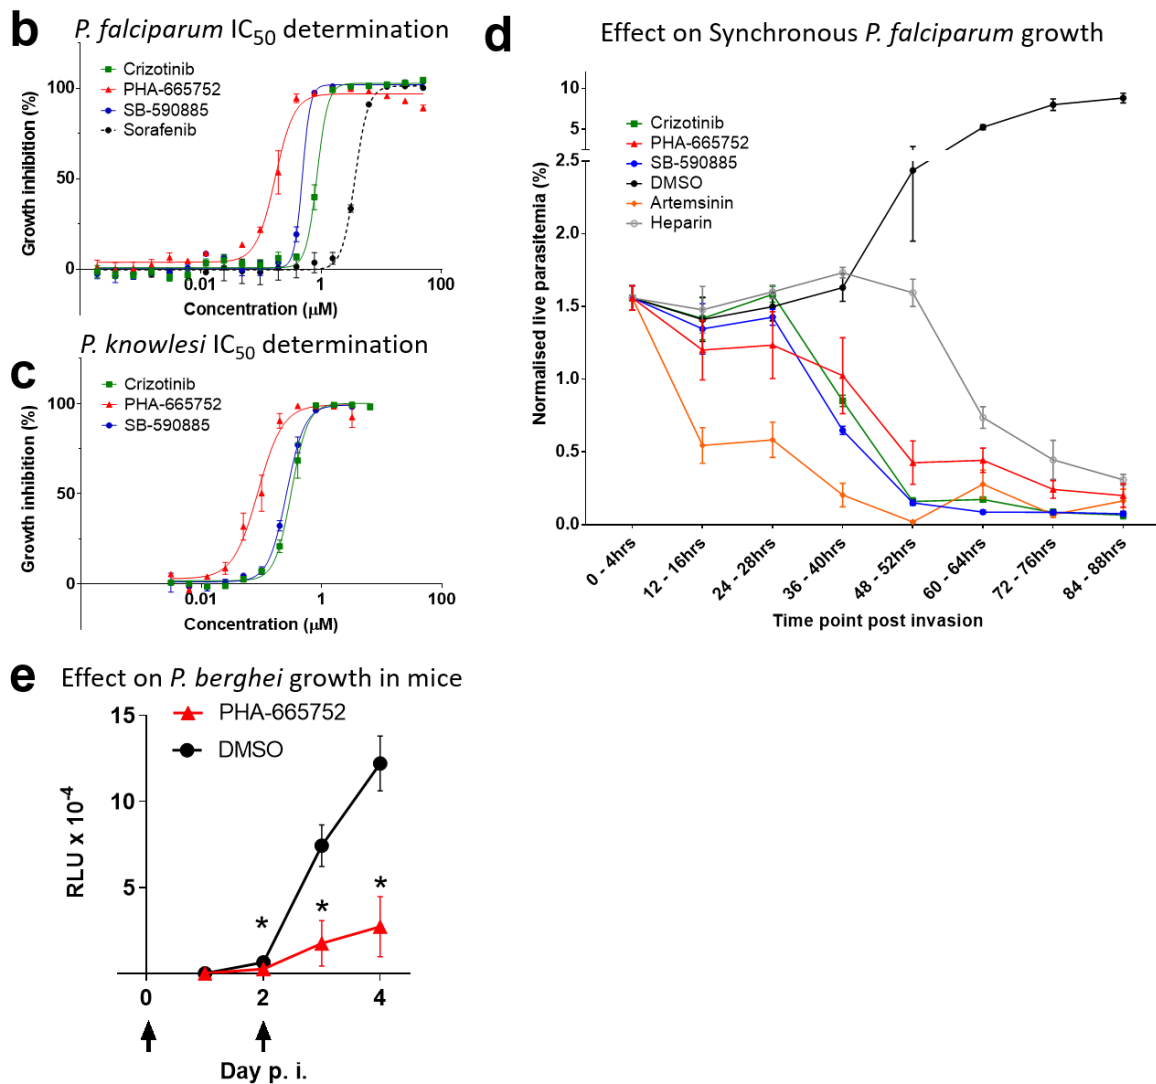 b
P. falciparum IC50 determination
Crizotinib
PHA-665752
SB-590885
Sorafenib
100
50
0
0.01
1
100
Growth inhibition (%)
Concentration (μM)
c
P. knowlesi IC50 determination
Crizotinib
PHA-665752
SB-590885
100
50
0
0.01
1
100
Growth inhibition (%)
Concentration (μM)
d
Effect on Synchronous P. falciparum growth
Crizotinib
PHA-665752
SB-590885
DMSO
Artemsinin
Heparin
10
5
2.5
2.0
1.5
1.0
0.5
0.0
Normalised live parasitemia (%)
0 - 4hrs
12 - 16hrs
24 - 28hrs
36 - 40hrs
48 - 52hrs
60 - 64hrs
72 - 76hrs
84 - 88hrs
Time point post invasion
e
Effect on P. berghei growth in mice
PHA-665752
DMSO
15
10
5
RLU x 10-4
*
*
*
0
2
4
Day p. i.